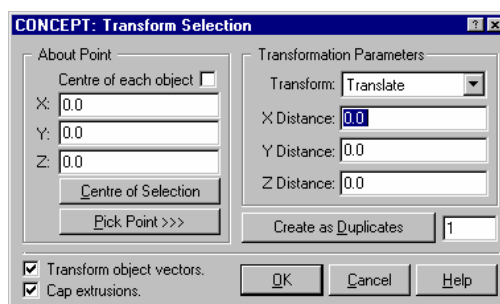 CONCEPT: Transform Selection
About Point
Centre of each object
X: 0.0
Y: 0.0
Z: 0.0
Centre of Selection
Pick Point >>>
Transformation Parameters
Transform: Translate
X Distance: 0.0
Y Distance: 0.0
Z Distance: 0.0
Create as Duplicates 1
Transform object vectors.
Cap extrusions.
OK Cancel Help